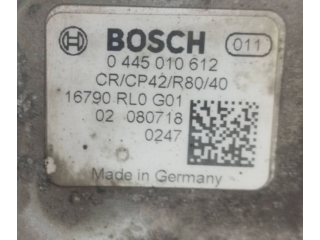 BOSCH 011
0 445 010 612
CR/CP42/R80/40
16790 RL0 G01
02 080718
0247
Made in Germany